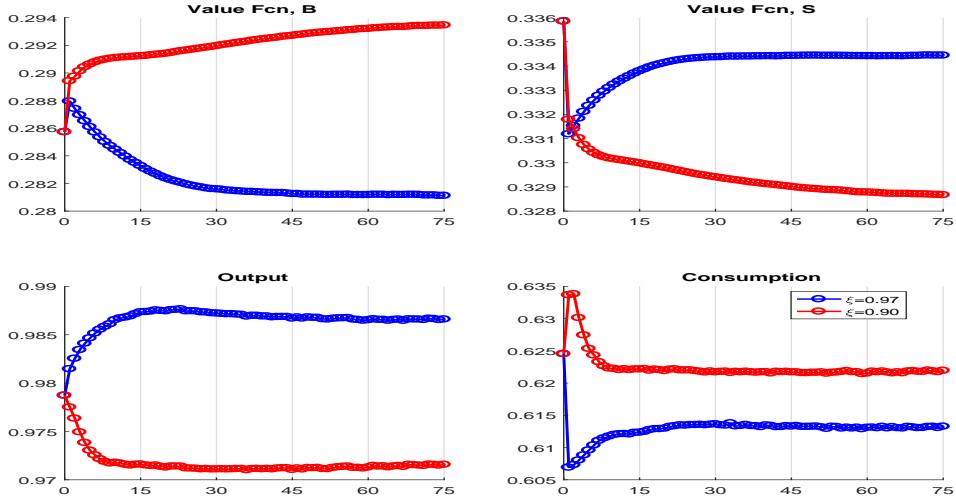 Value Fcn, B
0.294
0.292
0.29
0.288
0.286
0.284
0.282
0.28
0 15 30 45 60 75
Value Fcn, S
0.336
0.335
0.334
0.332
0.331
0.33
0.329
0.328
0 15 30 45 60 75
Output
0.99
0.985
0.98
0.975
0.97
0 15 30 45 60 75
Consumption
0.635
0.63
0.625
0.62
0.615
0.61
0.605
0 15 30 45 60 75
ξ=0.97
ξ=0.90